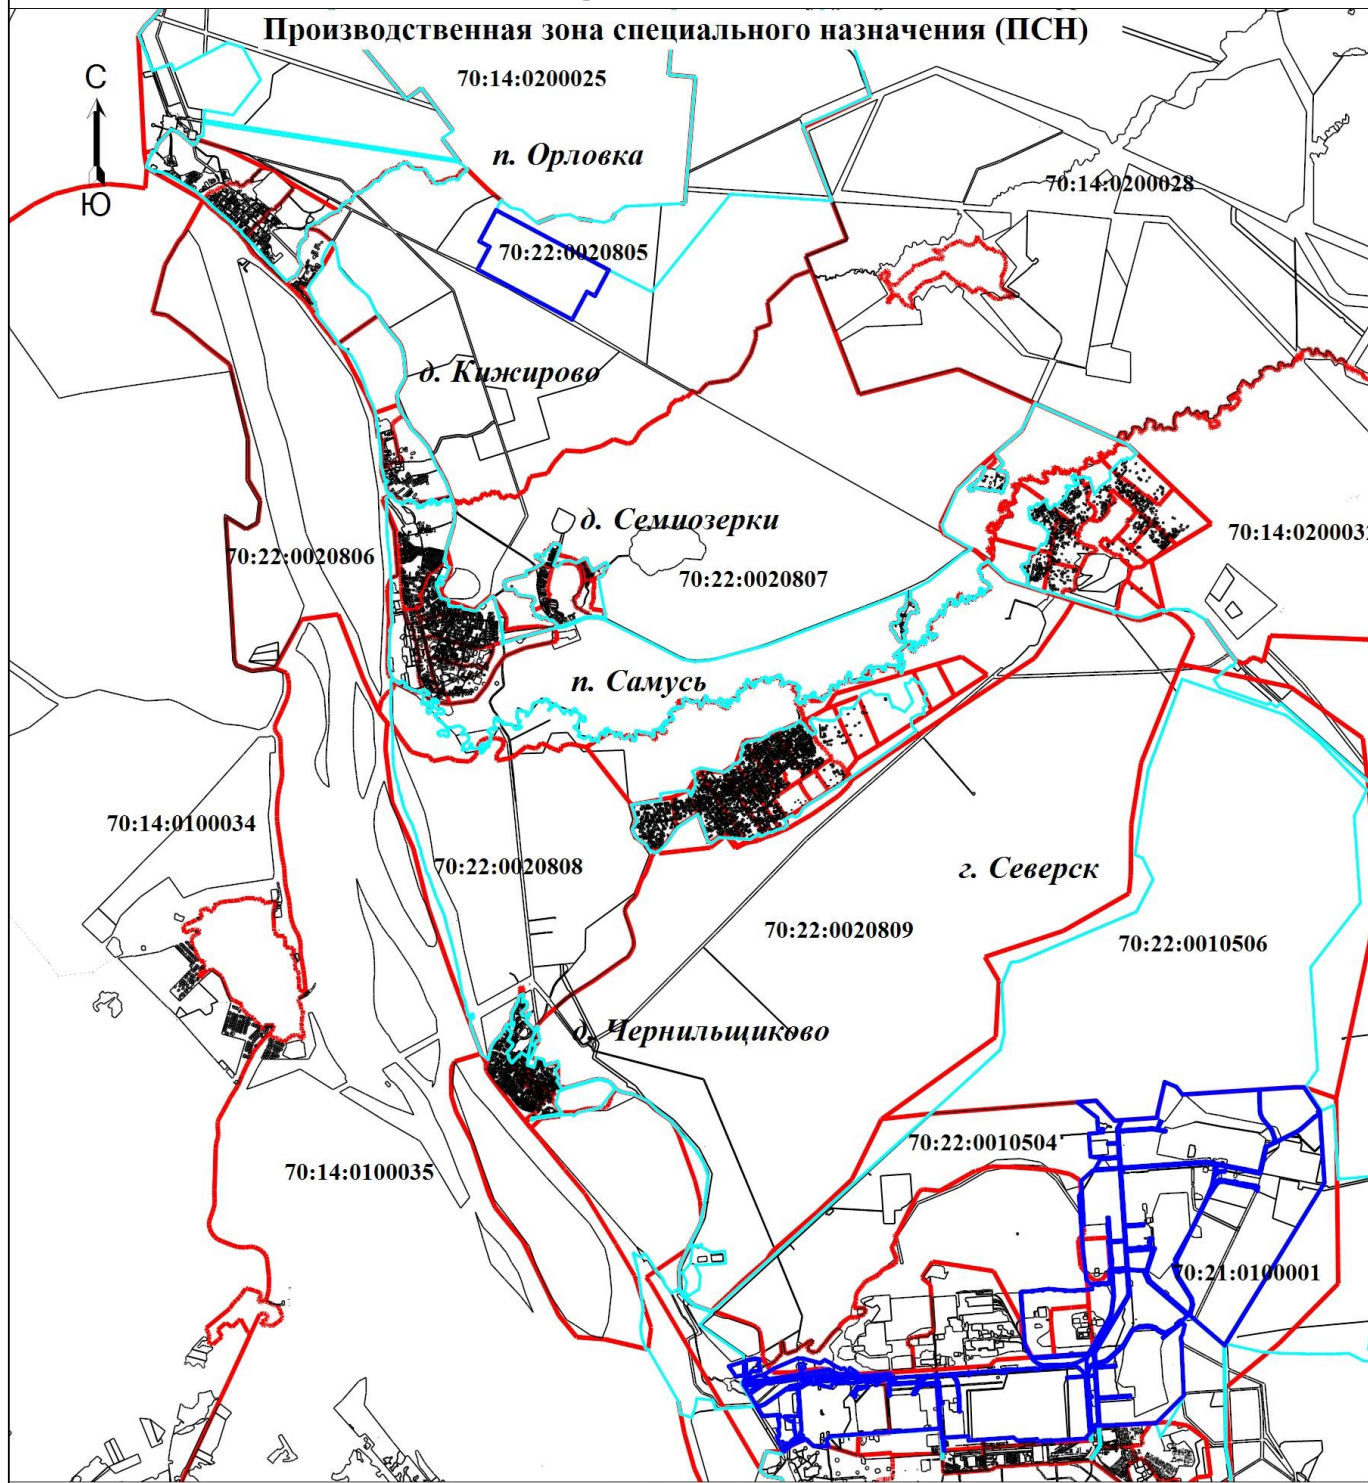 Производственная зона специального назначения (ПСН)
С
Ю
70:14:0200025
п. Орловка
70:14:0200028
70:22:0020805
д. Кижирово
д. Семиозерки
70:14:020003
70:22:0020806
70:22:0020807
п. Самусь
70:14:0100034
70:22:0020808
г. Северск
70:22:0020809
70:22:0010506
д. Чернильщиково
70:22:0010504
70:14:0100035
70:21:0100001